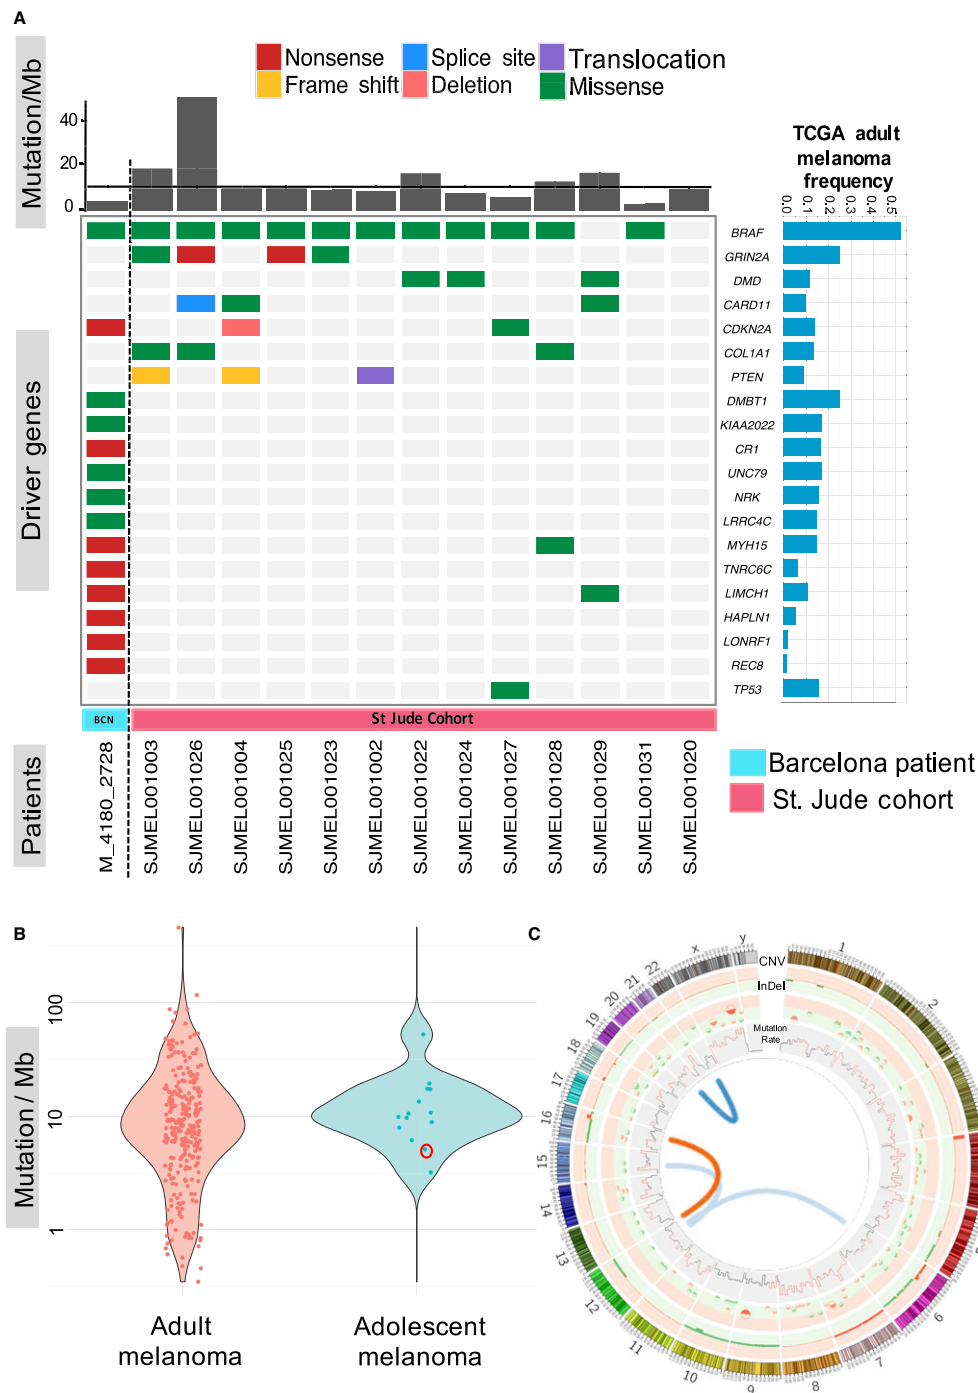 A
Mutation/Mb
Nonsense
Splice site
Translocation
Frame shift
Deletion
Missense
40
20
0
TCGA adult
melanoma
frequency
0.0
0.1
0.2
0.3
0.4
0.5
Driver genes
BRAF
GRIN2A
DMD
CARD11
CDKN2A
COL1A1
PTEN
DMBT1
KIAA2022
CR1
UNC79
NRK
LRRC4C
MYH15
TNRC6C
LIMCH1
HAPLN1
LONRF1
REC8
TP53
BCN
St Jude Cohort
Patients
M_4180_2728
SJMEL001003
SJMEL001026
SJMEL001004
SJMEL001025
SJMEL001023
SJMEL001002
SJMEL001022
SJMEL001024
SJMEL001027
SJMEL001028
SJMEL001029
SJMEL001031
SJMEL001020
Barcelona patient
St. Jude cohort
B
Mutation / Mb
100
10
1
Adult
melanoma
Adolescent
melanoma
C
CNV
InDel
Mutation
Rate
1
2
6
7
8
9
10
11
12
13
14
15
16
17
18
19
20
21
22
x
y